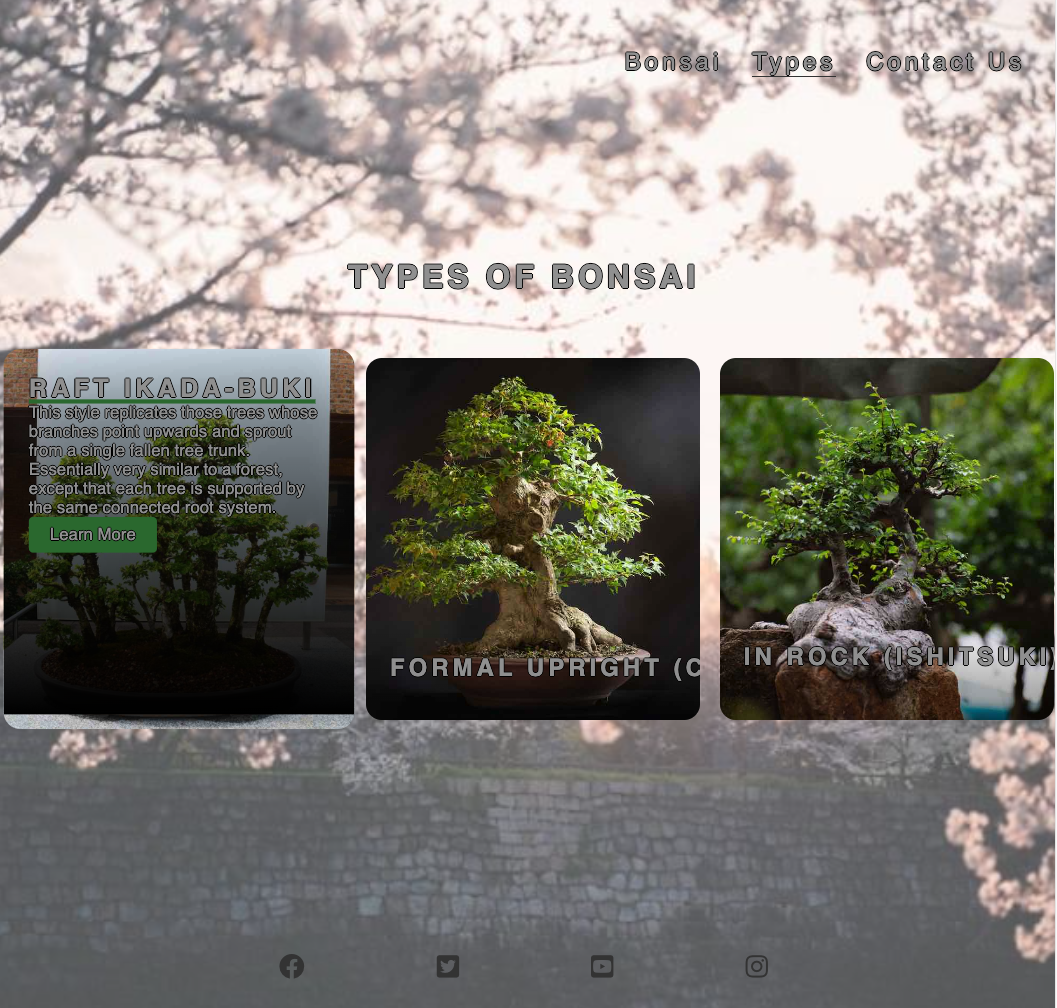 Bonsai Types Contact Us
TYPES OF BONSAI
RAFT IKADA-BUKI
This style replicates those trees whose
branches point upwards and sprout
from a single fallen tree trunk.
Essentially very similar to a forest,
except that each tree is supported by
the same connected root system.
Learn More
FORMAL UPRIGHT (C
IN ROCK (ISHITSUKI)